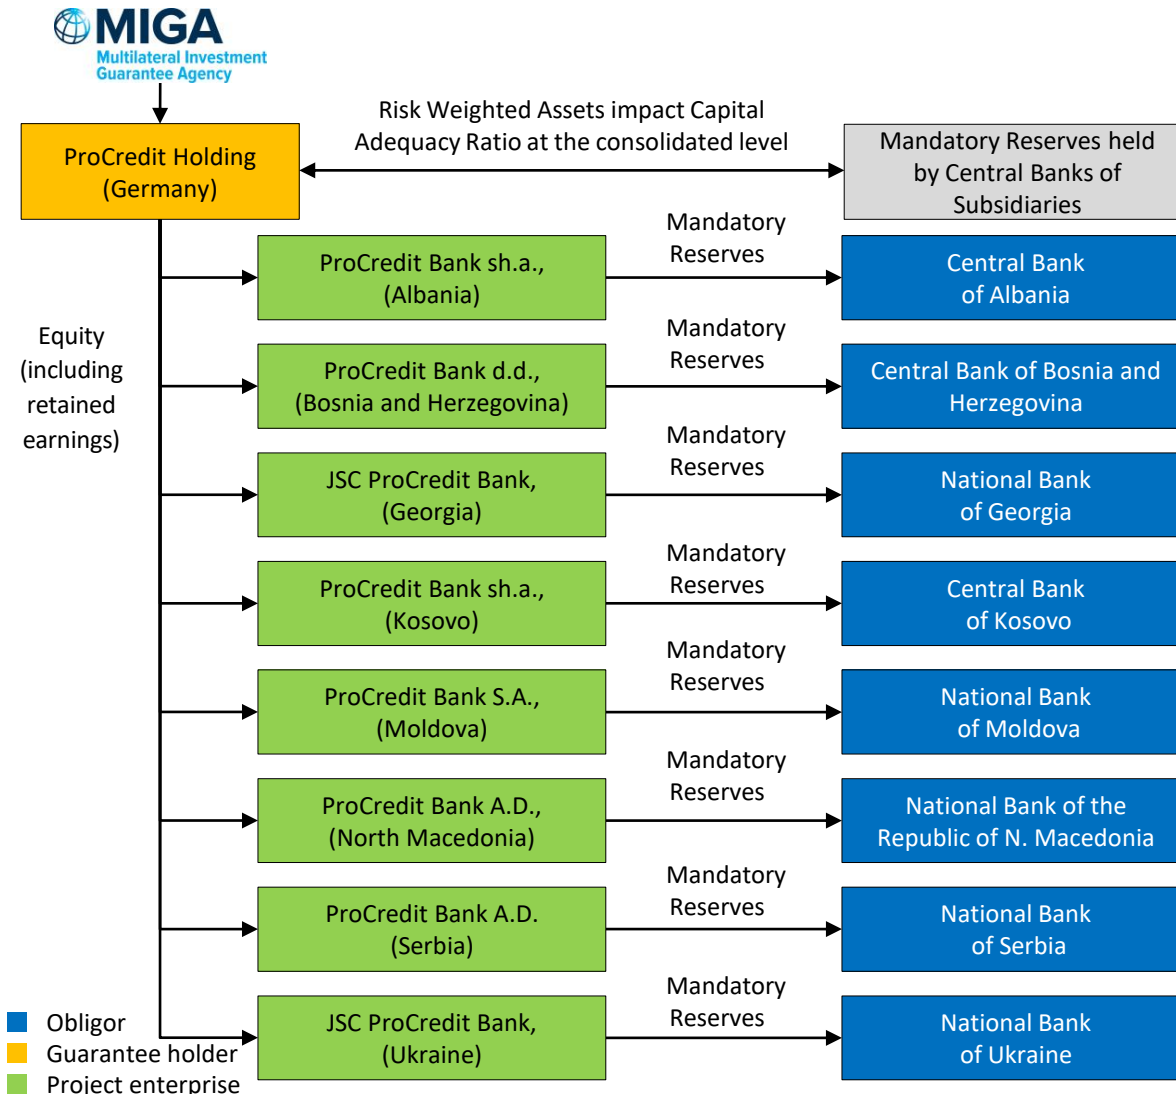 MIGA
Multilateral Investment
Guarantee Agency
Risk Weighted Assets impact Capital
Adequacy Ratio at the consolidated level
ProCredit Holding
(Germany)
Mandatory Reserves held
by Central Banks of
Subsidiaries
Equity
(including
retained
earnings)
ProCredit Bank sh.a.,
(Albania)
Mandatory
Reserves
Central Bank
of Albania
ProCredit Bank d.d.,
(Bosnia and Herzegovina)
Mandatory
Reserves
Central Bank of Bosnia and
Herzegovina
JSC ProCredit Bank,
(Georgia)
Mandatory
Reserves
National Bank
of Georgia
ProCredit Bank sh.a.,
(Kosovo)
Mandatory
Reserves
Central Bank
of Kosovo
ProCredit Bank S.A.,
(Moldova)
Mandatory
Reserves
National Bank
of Moldova
ProCredit Bank A.D.,
(North Macedonia)
Mandatory
Reserves
National Bank of the
Republic of N. Macedonia
ProCredit Bank A.D.
(Serbia)
Mandatory
Reserves
National Bank
of Serbia
JSC ProCredit Bank,
(Ukraine)
Mandatory
Reserves
National Bank
of Ukraine
Obligor
Guarantee holder
Project enterprise